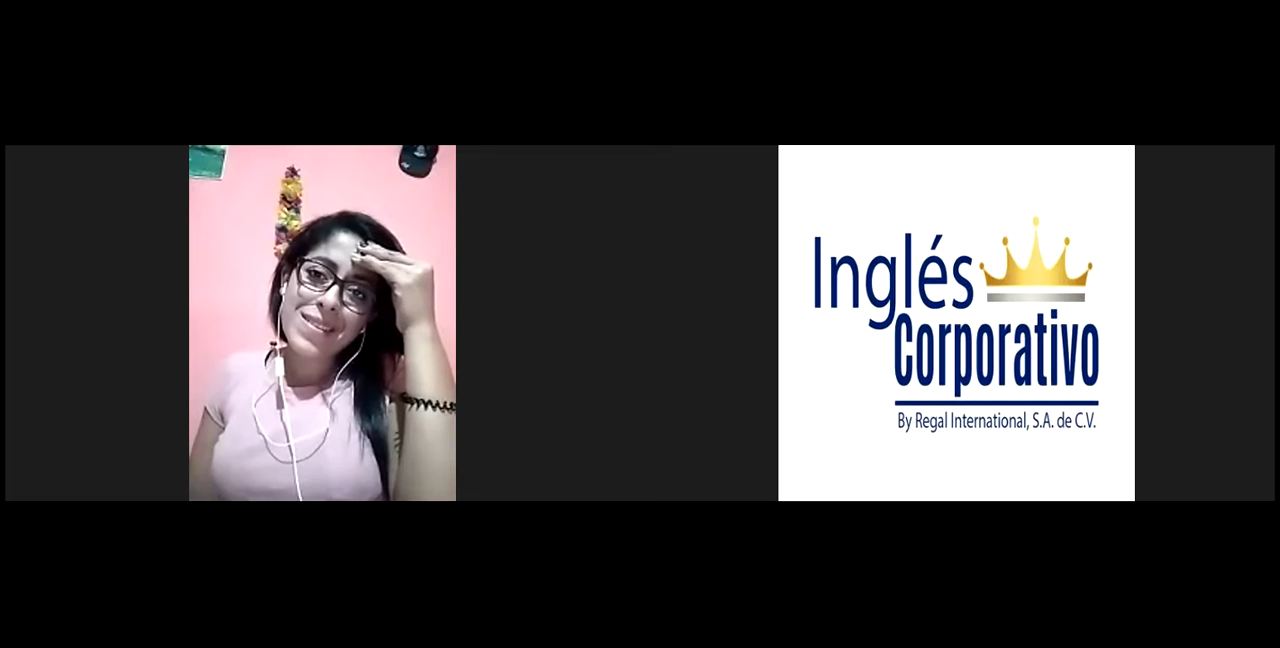 Inglés
Corporativo
By Regal International, S.A. de C.V.